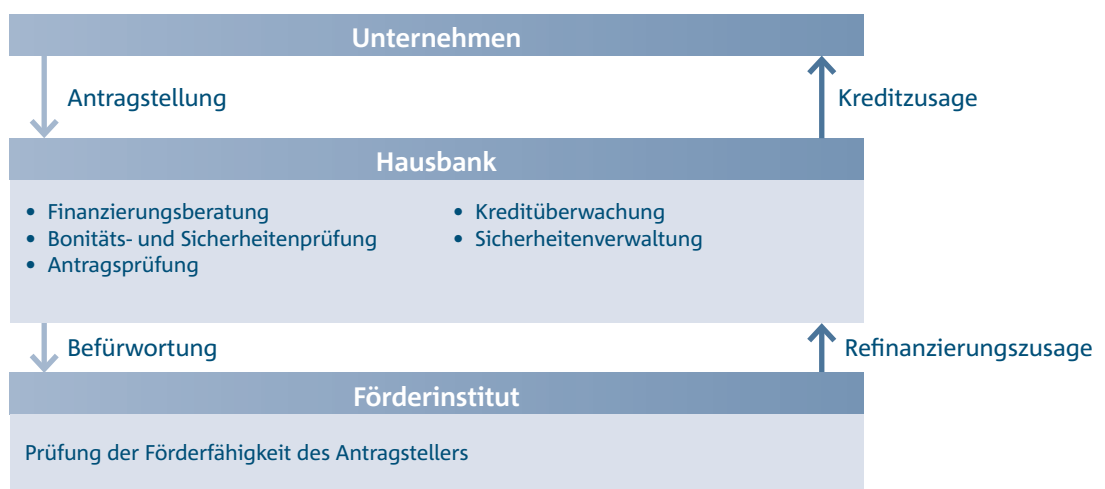 Unternehmen
Antragstellung
Kreditzusage
Hausbank
• Finanzierungsberatung
• Bonitäts- und Sicherheitenprüfung
• Antragsprüfung
• Kreditüberwachung
• Sicherheitenverwaltung
Befürwortung
Refinanzierungszusage
Förderinstitut
Prüfung der Förderfähigkeit des Antragstellers